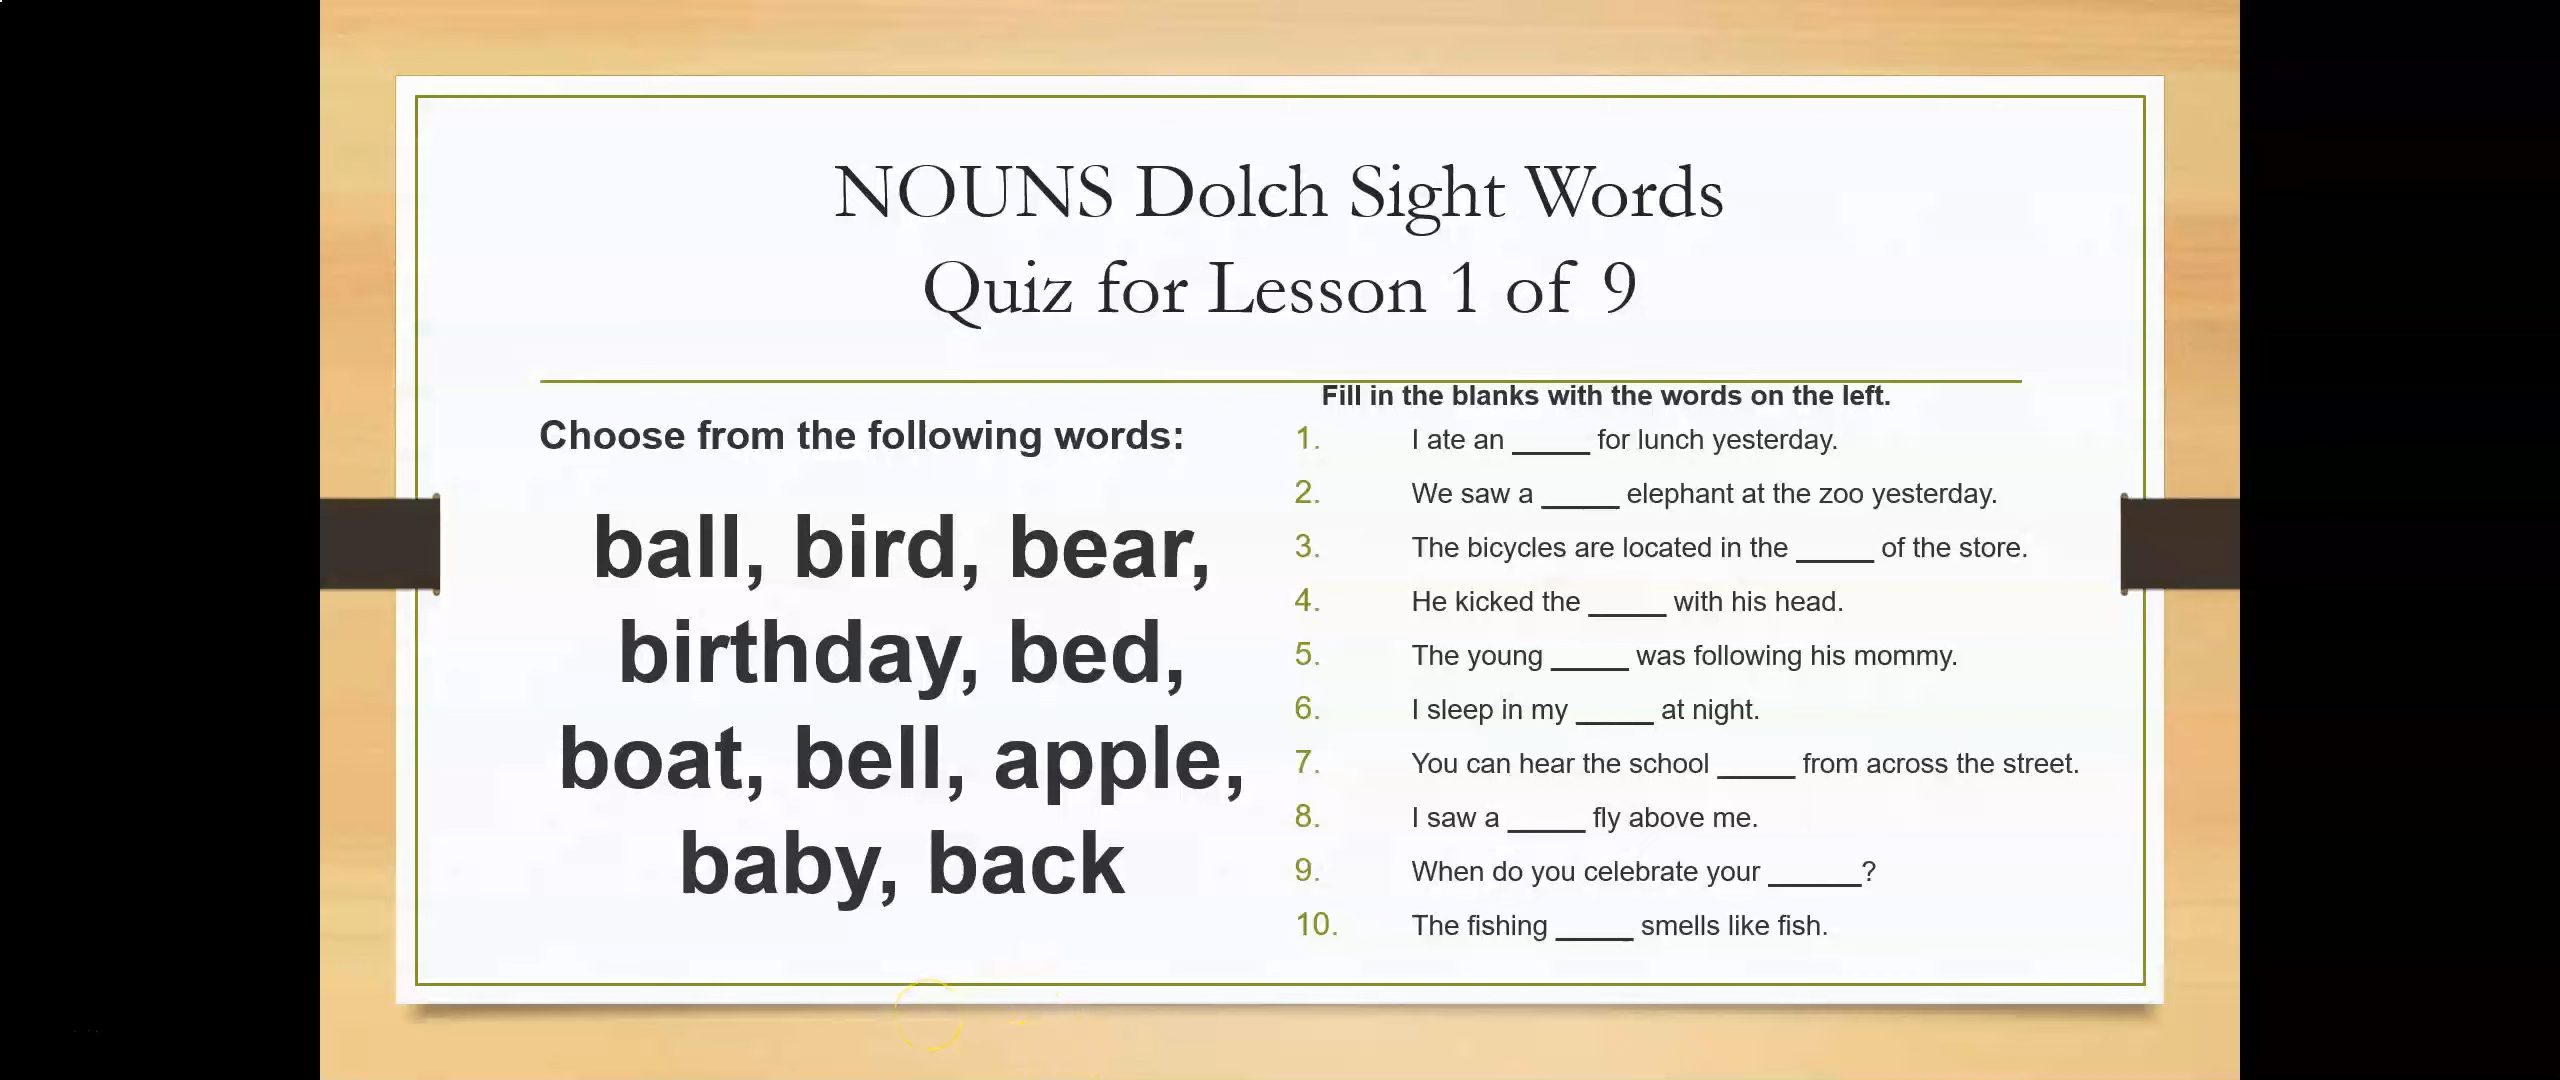 NOUNS Dolch Sight Words
Quiz for Lesson 1 of 9
Choose from the following words:
ball, bird, bear,
birthday, bed,
boat, bell, apple,
baby, back
Fill in the blanks with the words on the left.
1. I ate an _____ for lunch yesterday.
2. We saw a _____ elephant at the zoo yesterday.
3. The bicycles are located in the _____ of the store.
4. He kicked the _____ with his head.
5. The young _____ was following his mommy.
6. I sleep in my _____ at night.
7. You can hear the school _____ from across the street.
8. I saw a _____ fly above me.
9. When do you celebrate your ______?
10. The fishing _____ smells like fish.